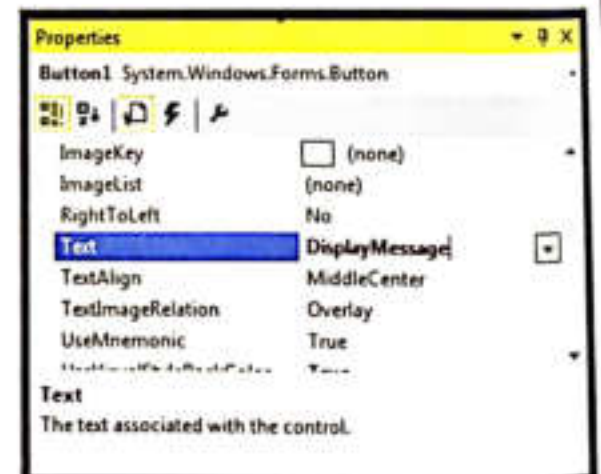 Properties
Button1 System.Windows.Forms.Button
ImageKey (none)
ImageList (none)
RightToLeft No
Text DisplayMessage
TextAlign MiddleCenter
TextImageRelation Overlay
UseMnemonic True
Text
The text associated with the control.